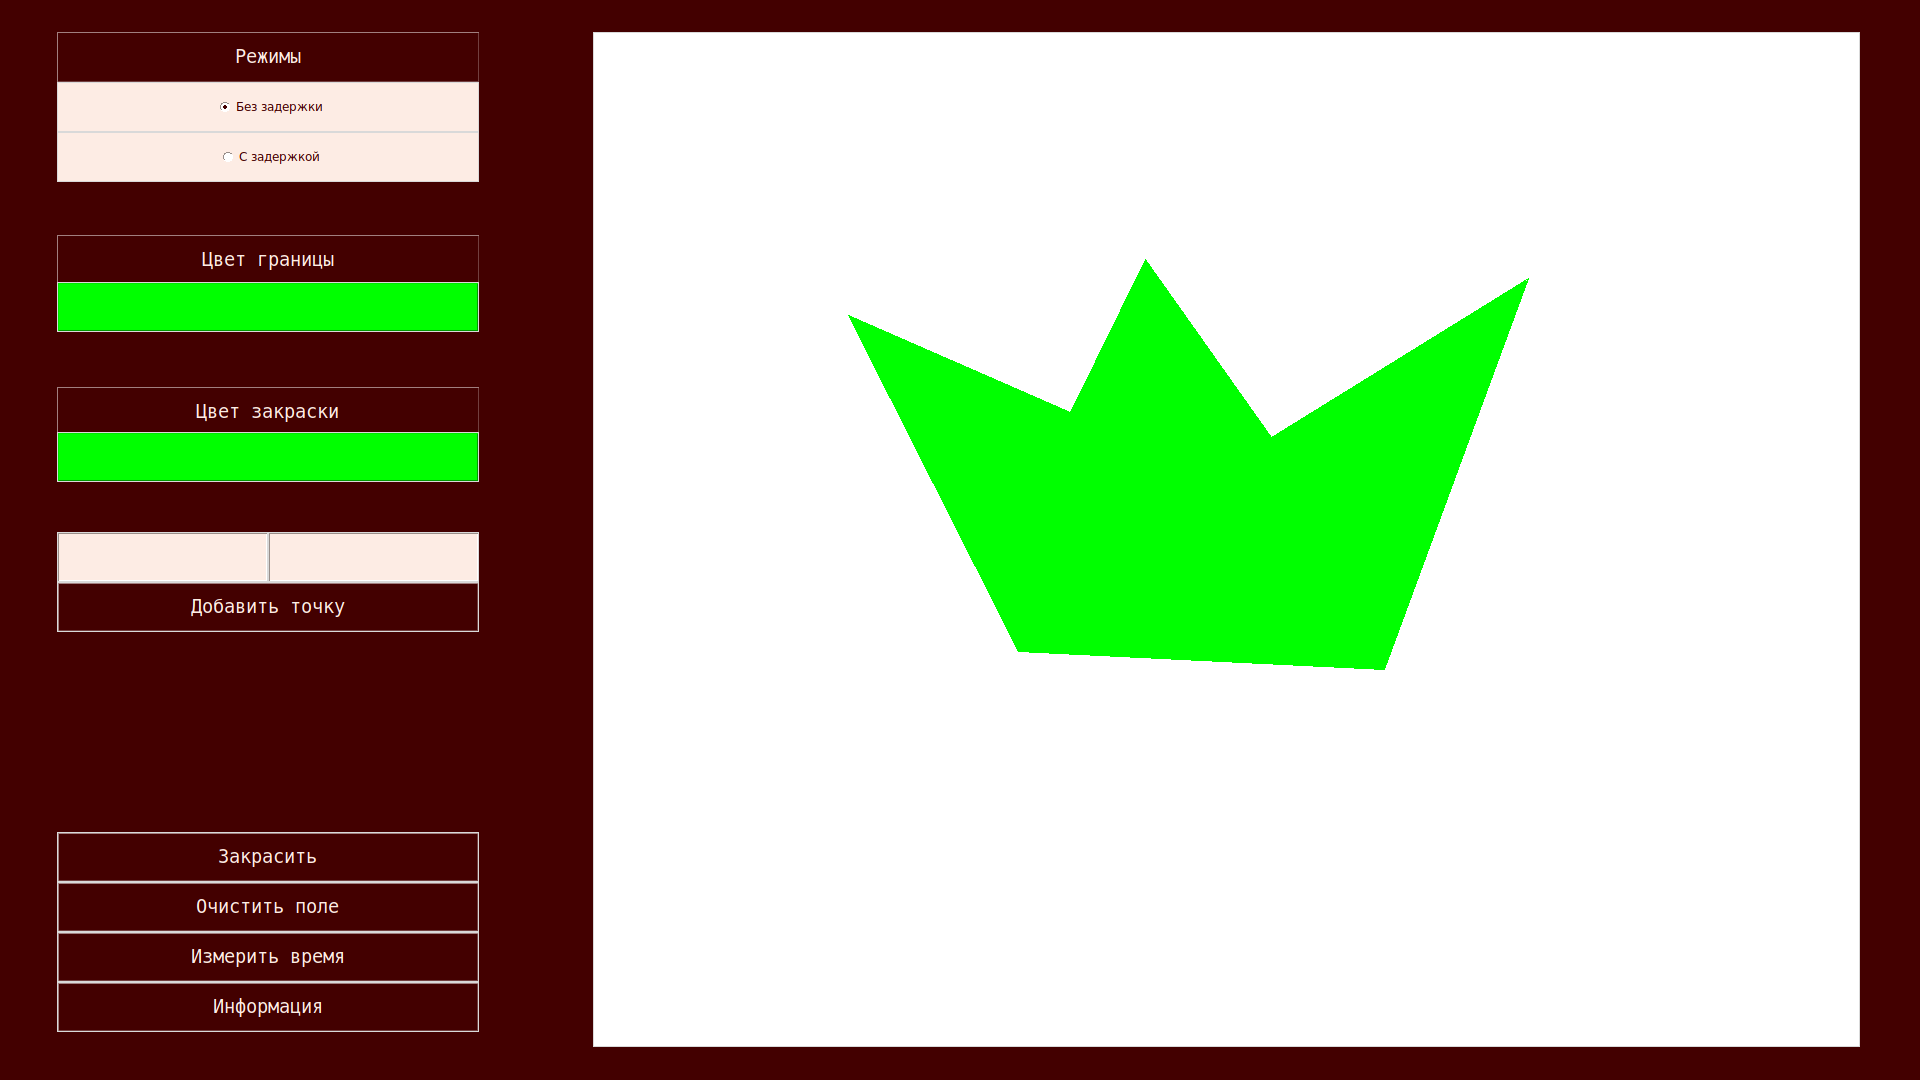 Режимы
Без задержки
С задержкой
Цвет границы
Цвет закраски
Добавить точку
Закрасить
Очистить поле
Измерить время
Информация